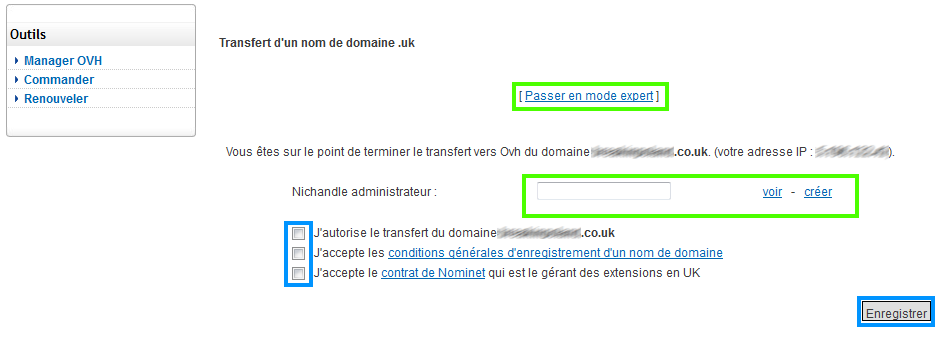 Outils
Manager OVH
Commander
Renouveler
Transfert d'un nom de domaine .uk
[ Passer en mode expert ]
Vous êtes sur le point de terminer le transfert vers Ovh du domaine .co.uk. (votre adresse IP : ).
Nichandle administrateur : voir - créer
J'autorise le transfert du domaine .co.uk
J'accepte les conditions générales d'enregistrement d'un nom de domaine
J'accepte le contrat de Nominet qui est le gérant des extensions en UK
Enregistrer